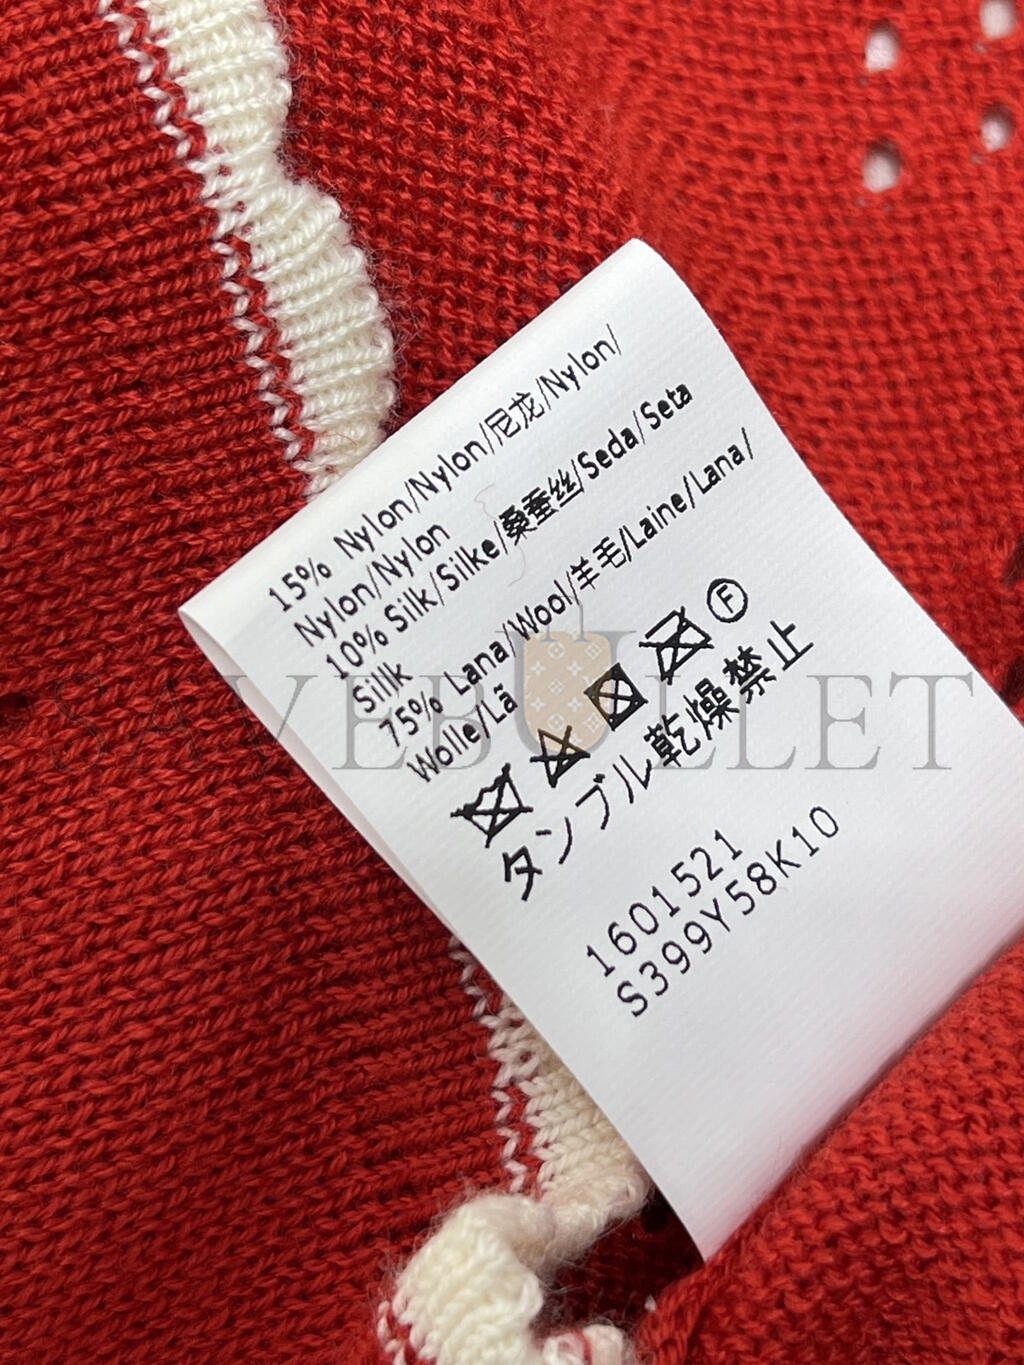 15% Nylon/Nylon/Nylon/尼龙/Nylon/
Nylon/Nylon
10% Silk/Silke/桑蚕丝/Seda/Seta
Silk
75% Lana/Wool/羊毛/Laine/Lana/
Wolle/Lã
F
タンブル乾燥禁止
1601521
S399Y58K10
SAVEBULLET